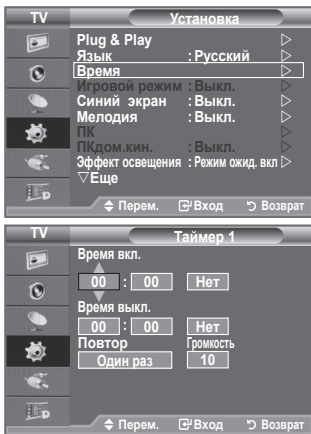 TV Установка
Plug & Play
Язык : Русский
Время
Игровой режим : Выкл.
Синий экран : Выкл.
Мелодия : Выкл.
ПК
ПКдом.кин. : Выкл.
Эффект освещения : Режим ожид. вкл
▽Еще
Перем. Вход Возврат
TV Таймер 1
Время вкл.
00 : 00 Нет
Время выкл.
00 : 00 Нет
Повтор Громкость
Один раз 10
Перем. Вход Возврат